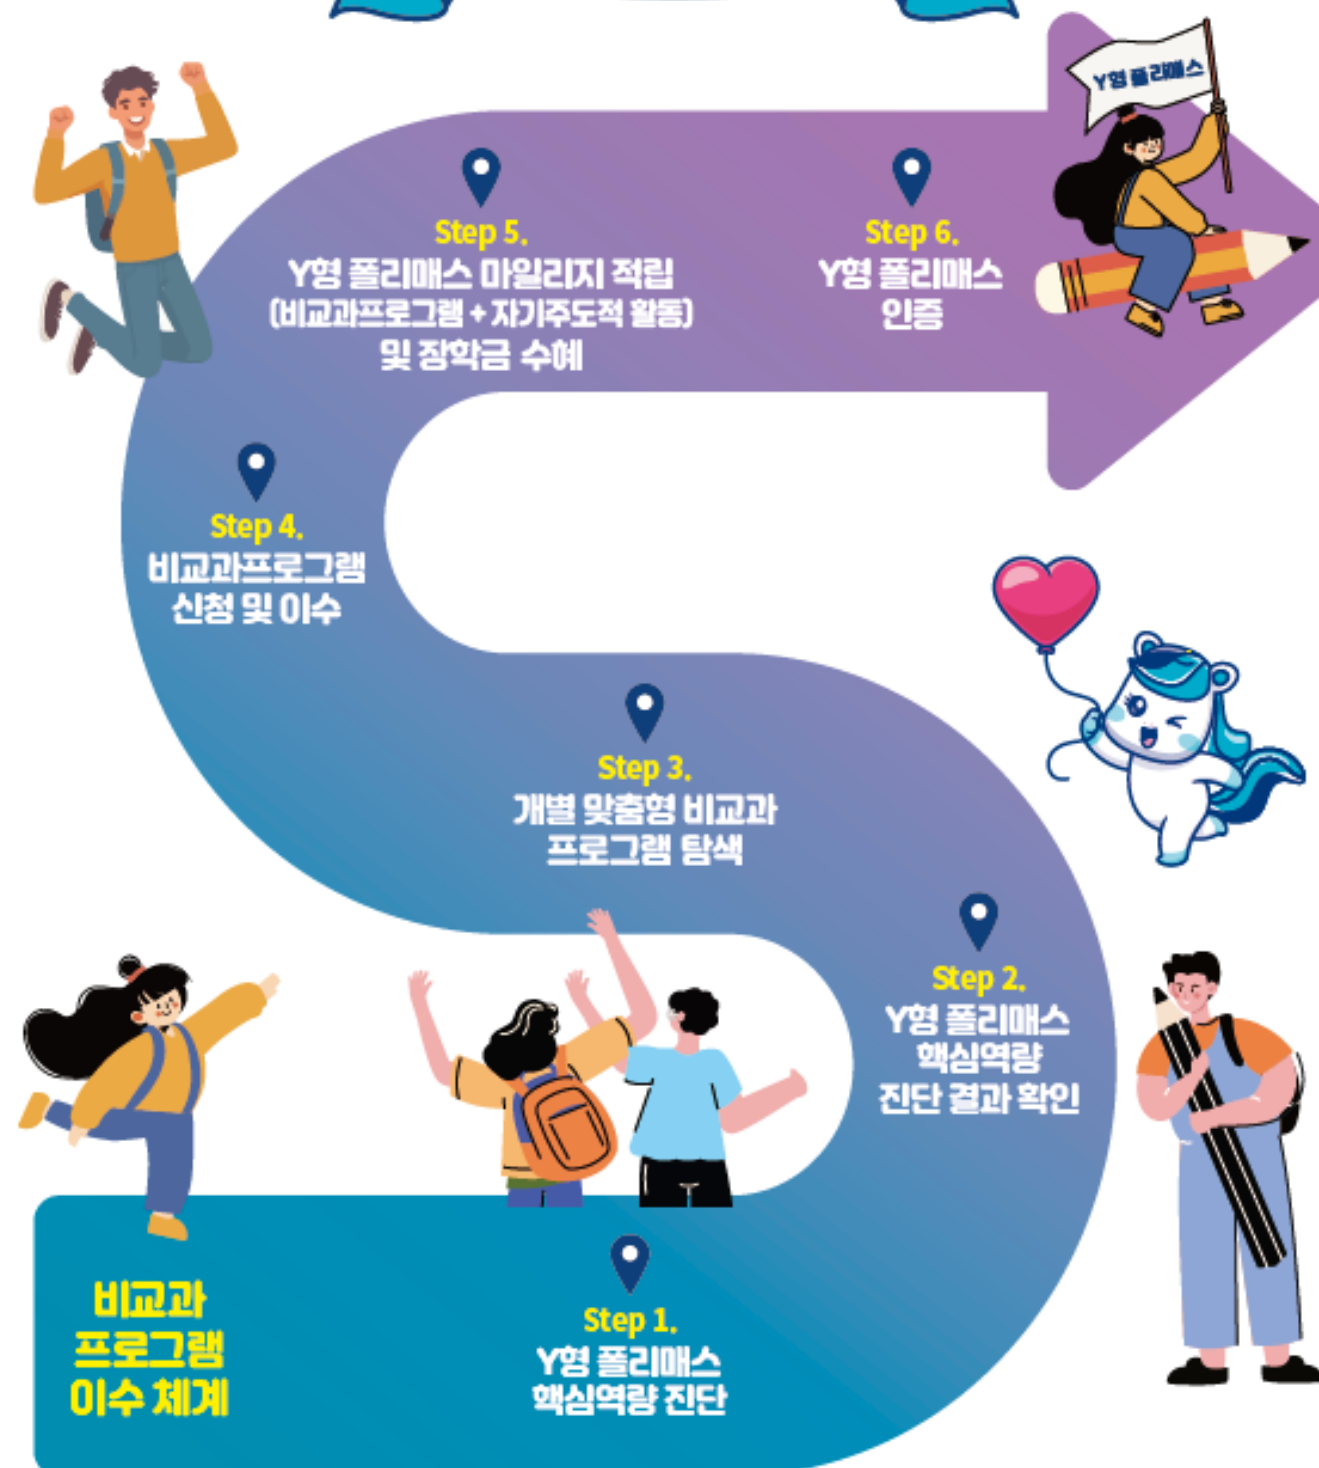 Y형 폴리매스
Step 5.
Y형 폴리매스 마일리지 적립
(비교과프로그램 + 자기주도적 활동)
및 장학금 수혜
Step 6.
Y형 폴리매스
인증
Step 4.
비교과프로그램
신청 및 이수
Step 3.
개별 맞춤형 비교과
프로그램 탐색
Step 2.
Y형 폴리매스
핵심역량
진단 결과 확인
비교과
프로그램
이수 체계
Step 1.
Y형 폴리매스
핵심역량 진단